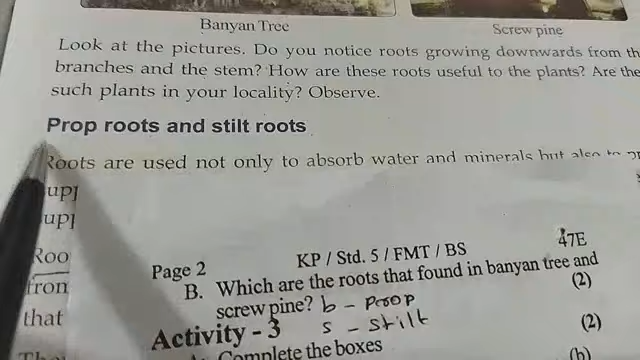 Banyan Tree
Screw pine
Look at the pictures. Do you notice roots growing downwards from th
branches and the stem? How are these roots useful to the plants? Are the
such plants in your locality? Observe.
Prop roots and stilt roots
Roots are used not only to absorb water and minerals but also to
upp
upp
Roo
from
that
Page 2
KP / Std. 5 / FMT / BS
47E
B. Which are the roots that found in banyan tree and
screw pine? b - Prop
(2)
s - stilt
Activity - 3
(2)
Complete the boxes
(b)